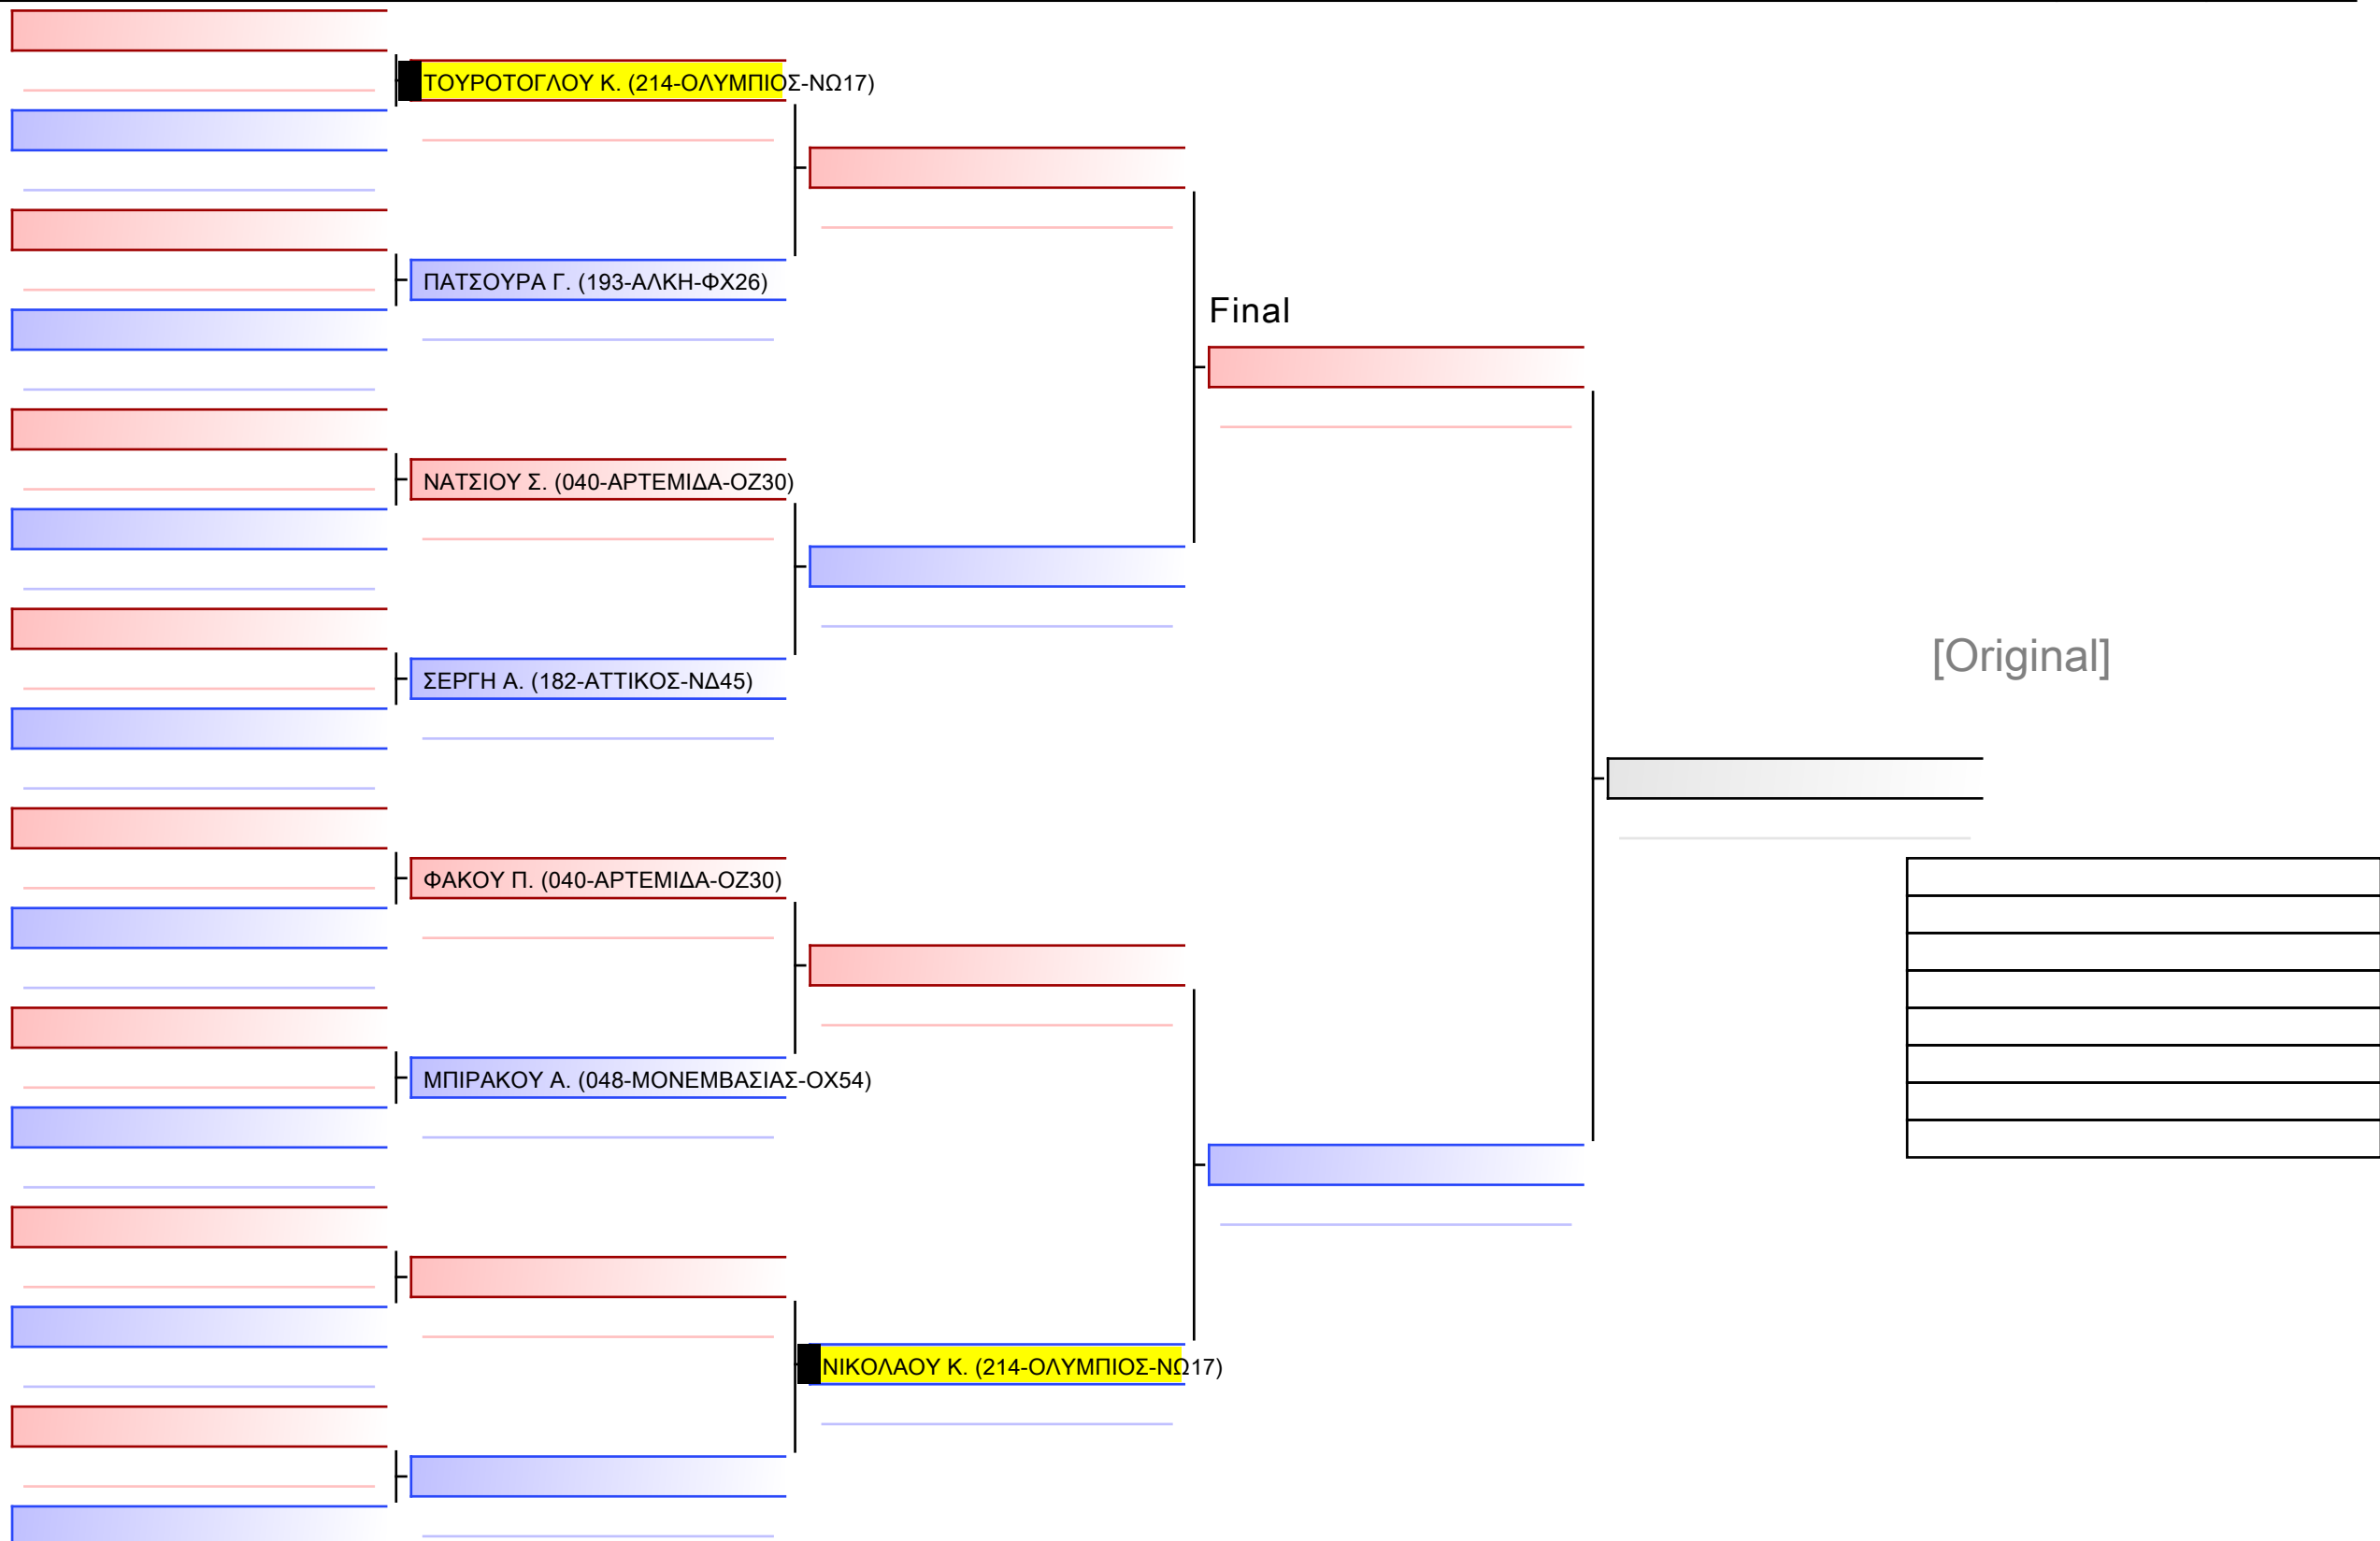 ΤΟΥΡΟΤΟΓΛΟΥ Κ. (214-ΟΛΥΜΠΙΟΣ-ΝΩ17)
ΠΑΤΣΟΥΡΑ Γ. (193-ΑΛΚΗ-ΦΧ26)
Final
ΝΑΤΣΙΟΥ Σ. (040-ΑΡΤΕΜΙΔΑ-ΟΖ30)
[Original]
ΣΕΡΓΗ Α. (182-ΑΤΤΙΚΟΣ-ΝΔ45)
ΦΑΚΟΥ Π. (040-ΑΡΤΕΜΙΔΑ-ΟΖ30)
ΜΠΙΡΑΚΟΥ Α. (048-ΜΟΝΕΜΒΑΣΙΑΣ-ΟΧ54)
ΝΙΚΟΛΑΟΥ Κ. (214-ΟΛΥΜΠΙΟΣ-ΝΩ17)